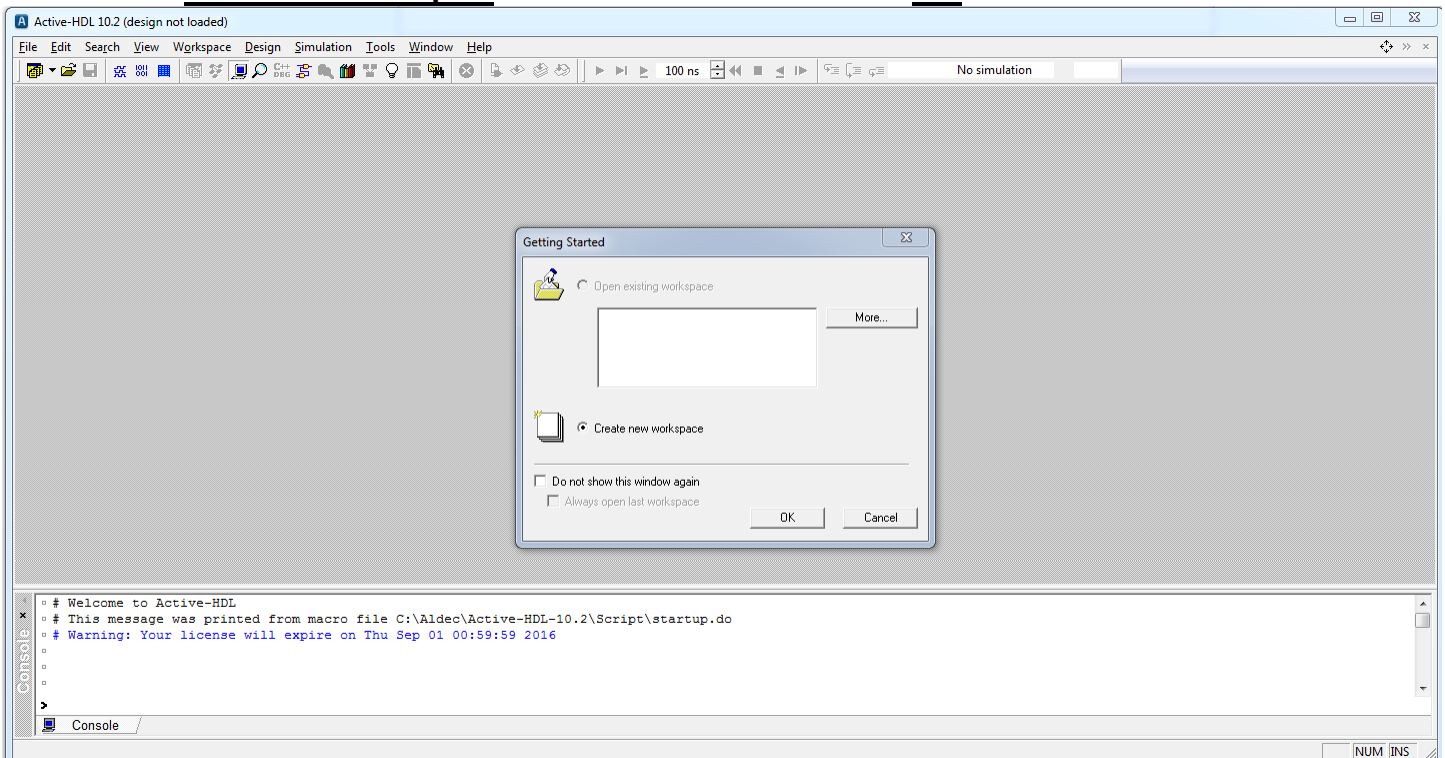 Active-HDL 10.2 (design not loaded)
File Edit Search View Workspace Design Simulation Tools Window Help
C++ DBG 100 ns No simulation
Getting Started
Open existing workspace
More...
Create new workspace
Do not show this window again
Always open last workspace
OK Cancel
# Welcome to Active-HDL
# This message was printed from macro file C:\Aldec\Active-HDL-10.2\Script\startup.do
# Warning: Your license will expire on Thu Sep 01 00:59:59 2016
Console
>
Console
NUM INS